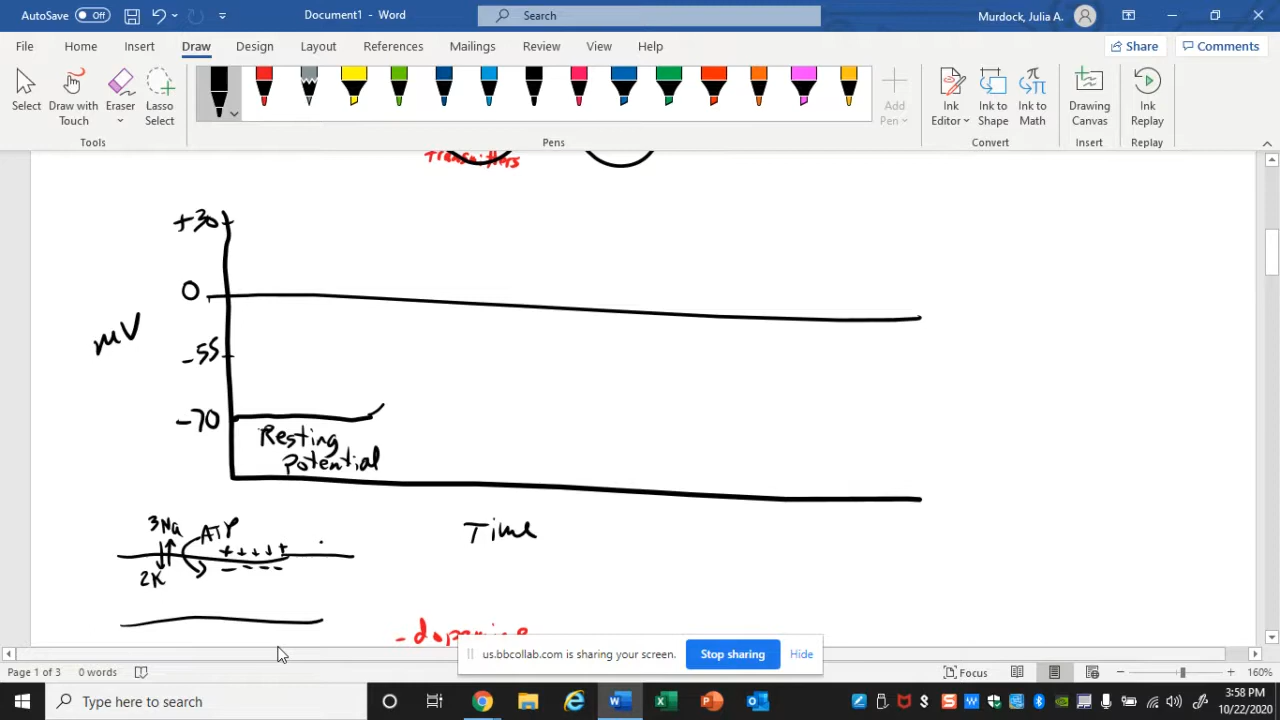 AutoSave Off Document1 - Word Search Murdock, Julia A.
File Home Insert Draw Design Layout References Mailings Review View Help Share Comments
Select Draw with Touch Eraser Lasso Select Add Pen Ink Editor Ink to Shape Ink to Math Drawing Canvas Ink Replay
Tools Pens Convert Insert Replay
Transmitters
+30
0
mV
-55
-70
Resting
Potential
3Na ATP
+ + + + +
2K - - - - -
Time
- dopamine
us.bbcollab.com is sharing your screen. Stop sharing Hide
Page 1 of 3 0 words Focus 160%
Type here to search
3:58 PM
10/22/2020